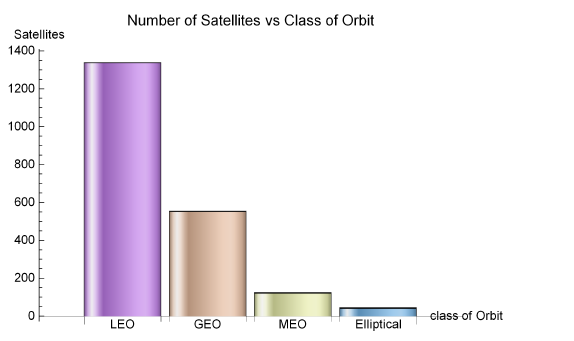 Number of Satellites vs Class of Orbit
Satellites
1400
1200
1000
800
600
400
200
0
LEO GEO MEO Elliptical class of Orbit